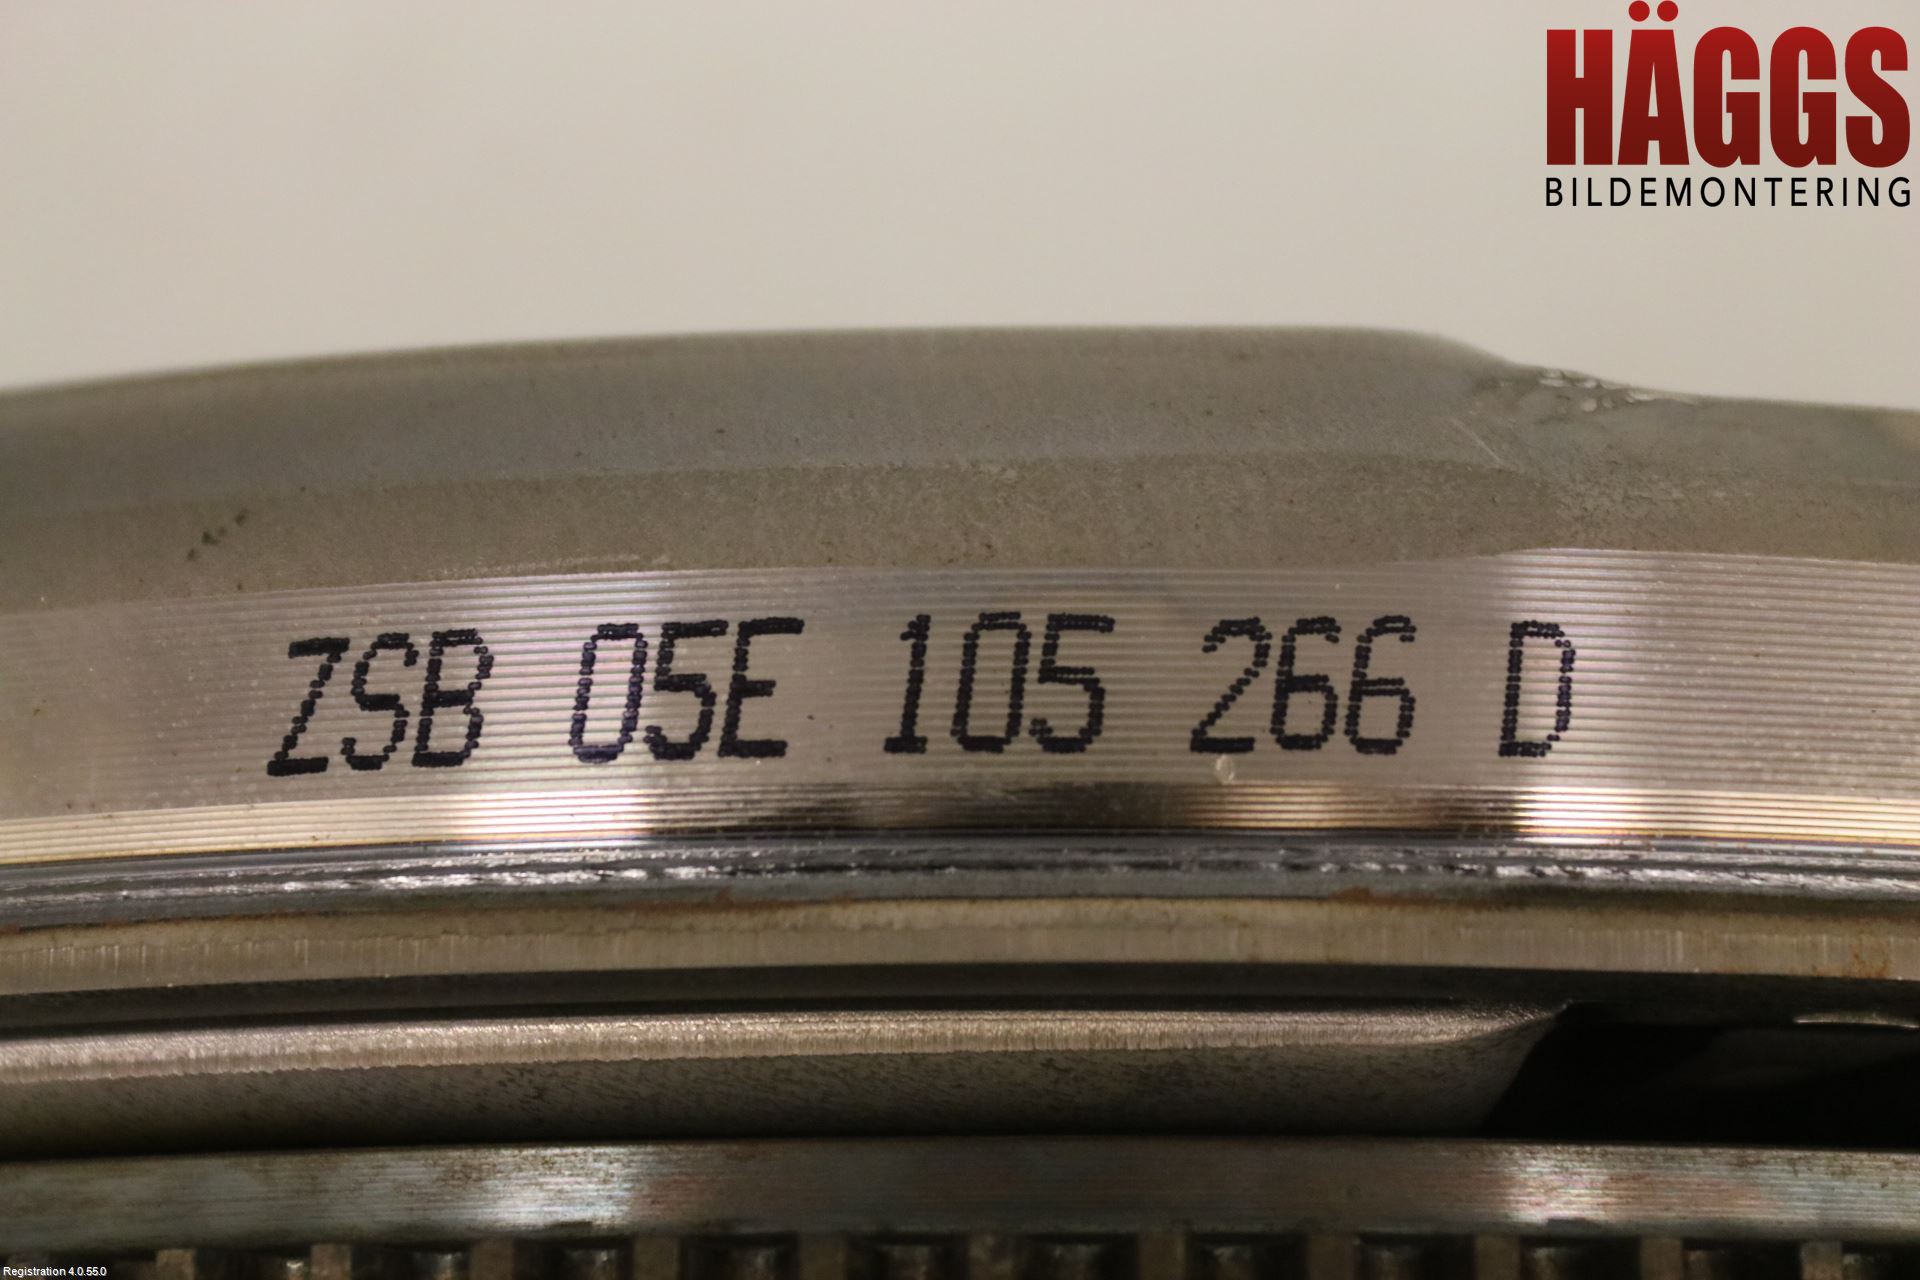 HÄGGS
BILDEMONTERING
ZSB 05E 105 266 D
Registration 4.0.55.0